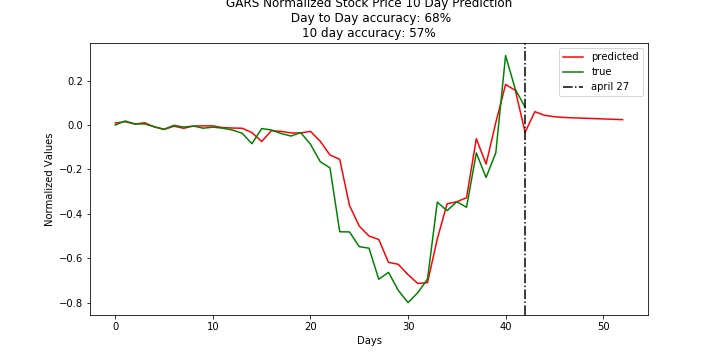 GARS Normalized Stock Price 10 Day Prediction
Day to Day accuracy: 68%
10 day accuracy: 57%
predicted
true
april 27
Normalized Values
0.2
0.0
−0.2
−0.4
−0.6
−0.8
0
10
20
30
40
50
Days